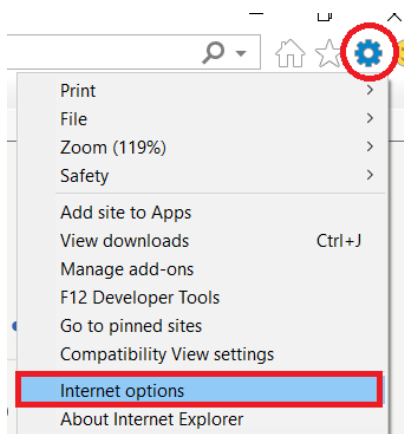 Print
File
Zoom (119%)
Safety
Add site to Apps
View downloads Ctrl+J
Manage add-ons
F12 Developer Tools
Go to pinned sites
Compatibility View settings
Internet options
About Internet Explorer